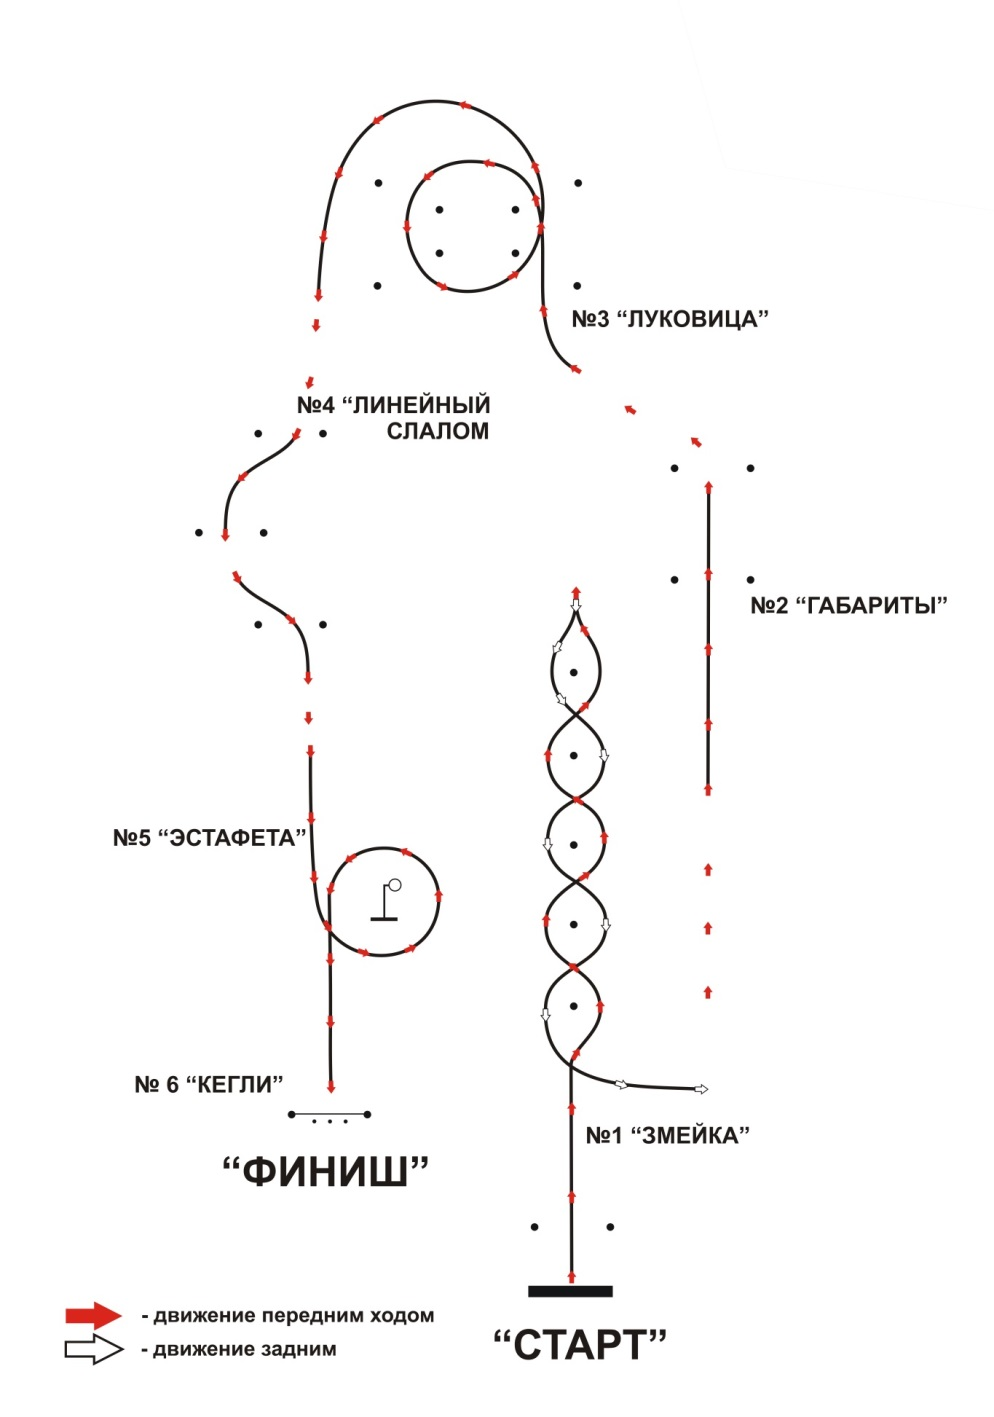 №3 “ЛУКОВИЦА”
№4 “ЛИНЕЙНЫЙ
СЛАЛОМ
№2 “ГАБАРИТЫ”
№5 “ЭСТАФЕТА”
№ 6 “КЕГЛИ”
№1 “ЗМЕЙКА”
“ФИНИШ”
- движение передним ходом
- движение задним
“СТАРТ”